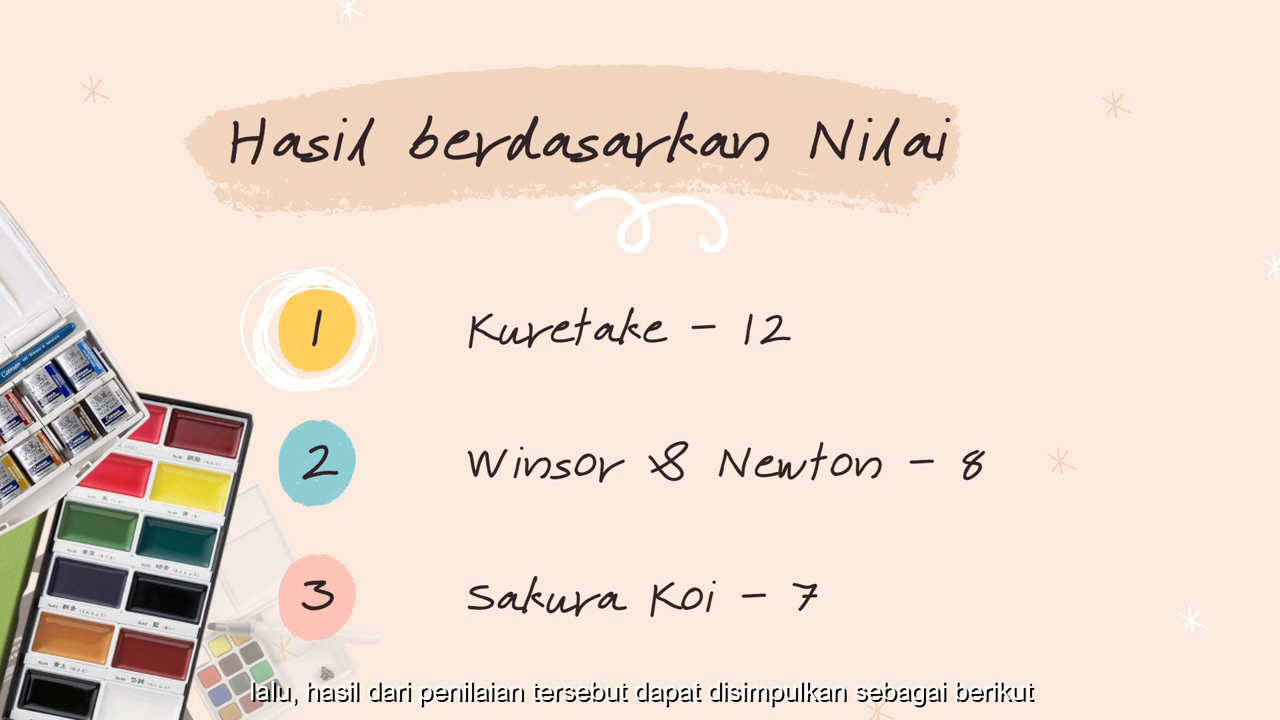 Hasil berdasarkan Nilai
1 Kuretake - 12
2 Winsor & Newton - 8
3 Sakura Koi - 7
lalu, hasil dari penilaian tersebut dapat disimpulkan sebagai berikut